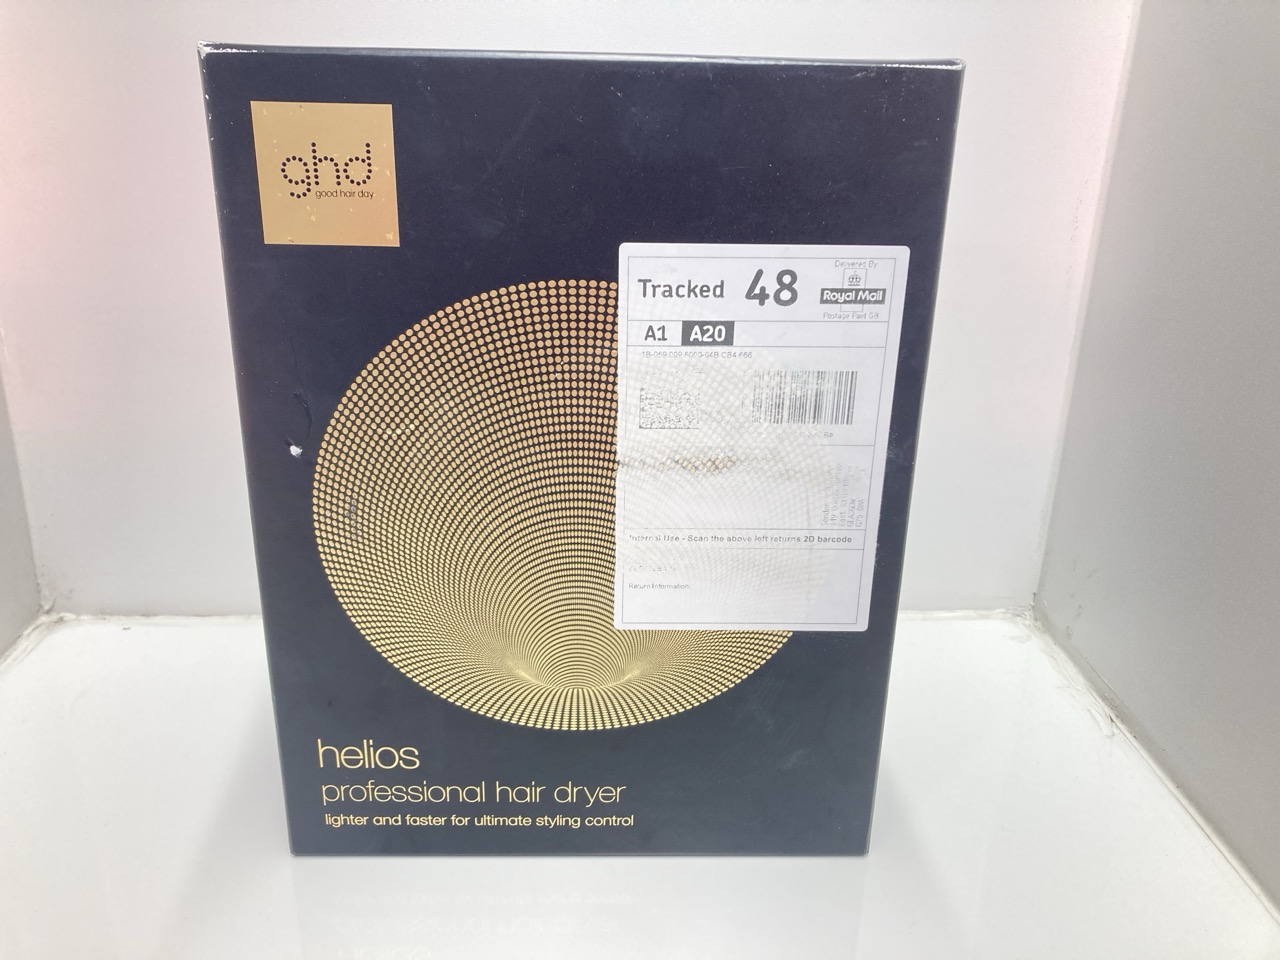 ghd
good hair day
Delivered By
Tracked 48
Royal Mail
Postage Paid GB
A1 A20
Internal Use - Scan the above left returns 2D barcode
Return Information:
helios
professional hair dryer
lighter and faster for ultimate styling control